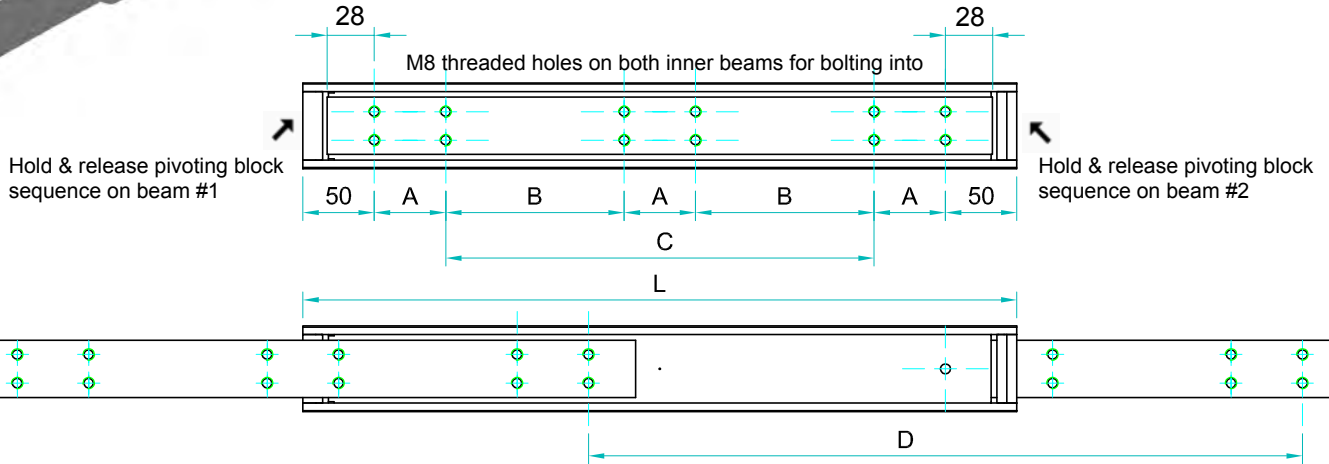 28
28
M8 threaded holes on both inner beams for bolting into
Hold & release pivoting block
sequence on beam #1
Hold & release pivoting block
sequence on beam #2
50 A B A B A 50
C
L
D